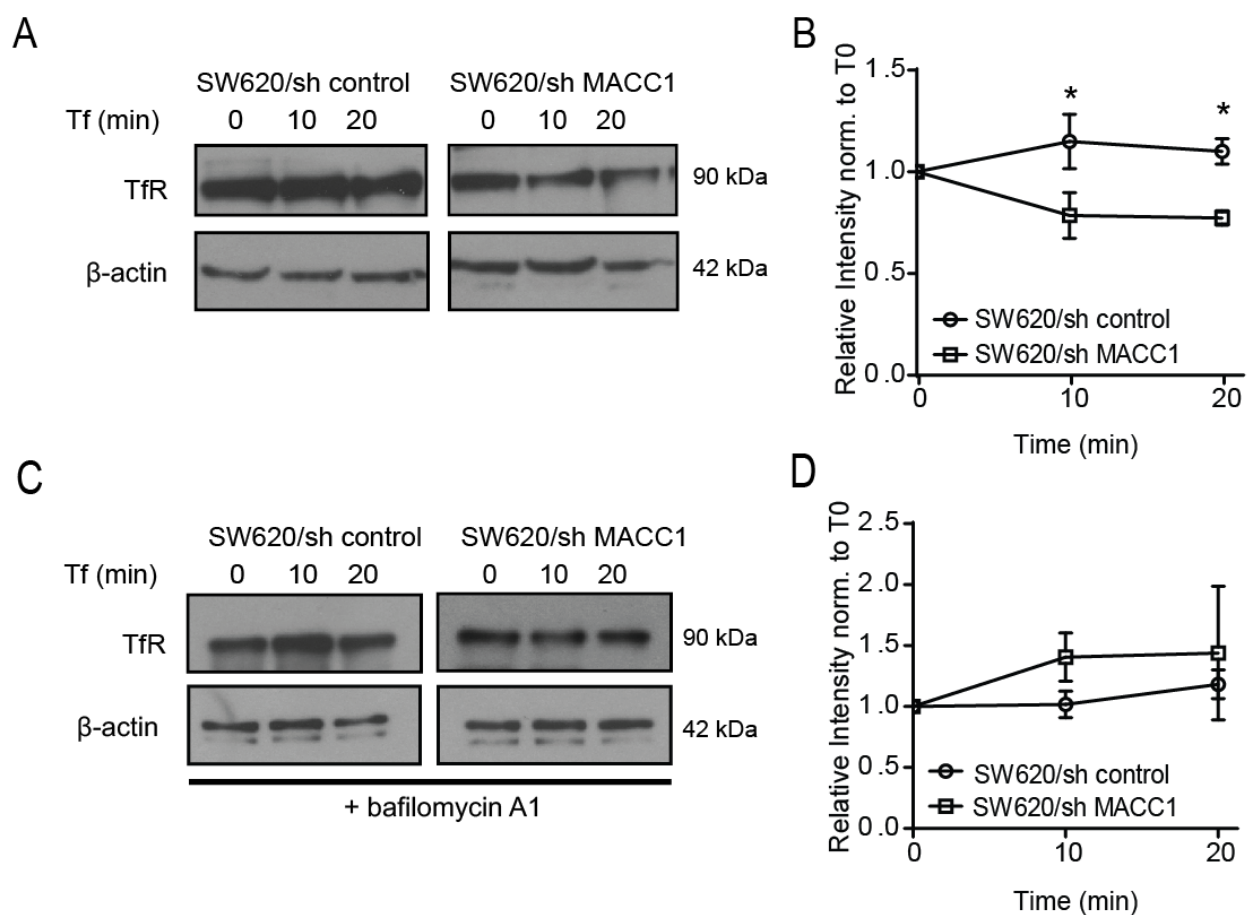 A
SW620/sh control SW620/sh MACC1
Tf (min) 0 10 20 0 10 20
TfR 90 kDa
β-actin 42 kDa
B
Relative Intensity norm. to T0
1.5
1.0
0.5
0.0
SW620/sh control
SW620/sh MACC1
* *
0 10 20
Time (min)
C
SW620/sh control SW620/sh MACC1
Tf (min) 0 10 20 0 10 20
TfR 90 kDa
β-actin 42 kDa
+ bafilomycin A1
D
Relative Intensity norm. to T0
2.5
2.0
1.5
1.0
0.5
0.0
SW620/sh control
SW620/sh MACC1
0 10 20
Time (min)